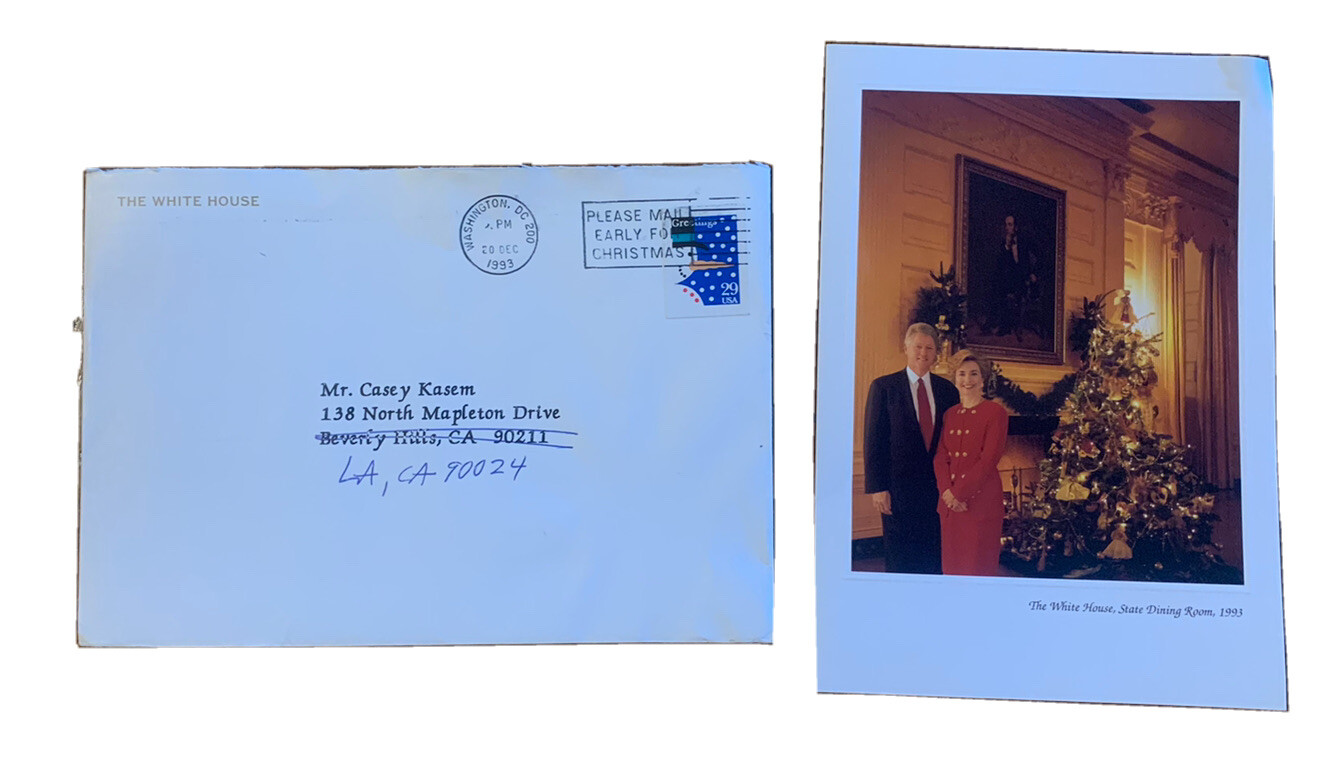 THE WHITE HOUSE
WASHINGTON, DC 200
PM
20 DEC
1993
PLEASE MAIL
EARLY FOR
CHRISTMAS
Greetings
29
USA
Mr. Casey Kasem
138 North Mapleton Drive
Beverly Hills, CA 90211
LA, CA 90024
The White House, State Dining Room, 1993